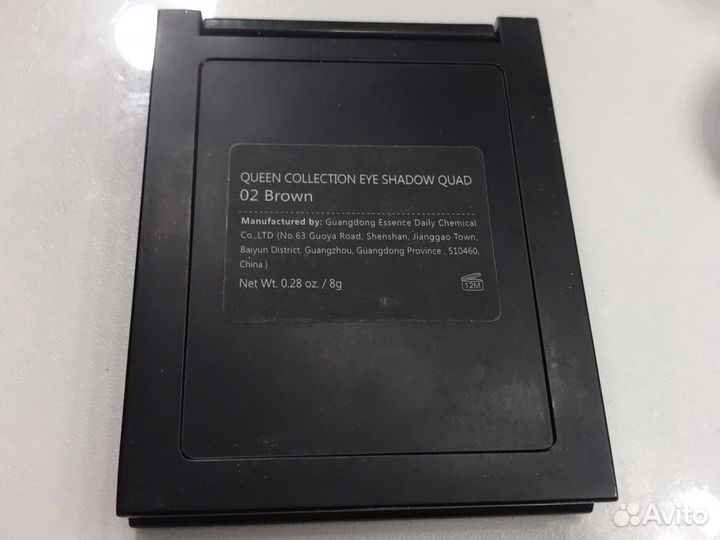 QUEEN COLLECTION EYE SHADOW QUAD
02 Brown
Manufactured by: Guangdong Essence Daily Chemical
Co.,LTD (No.63 Guoya Road, Shenshan, Jianggao Town,
Baiyun District, Guangzhou, Guangdong Province , 510460,
China )
Net Wt. 0.28 oz. / 8g
12M
Avito